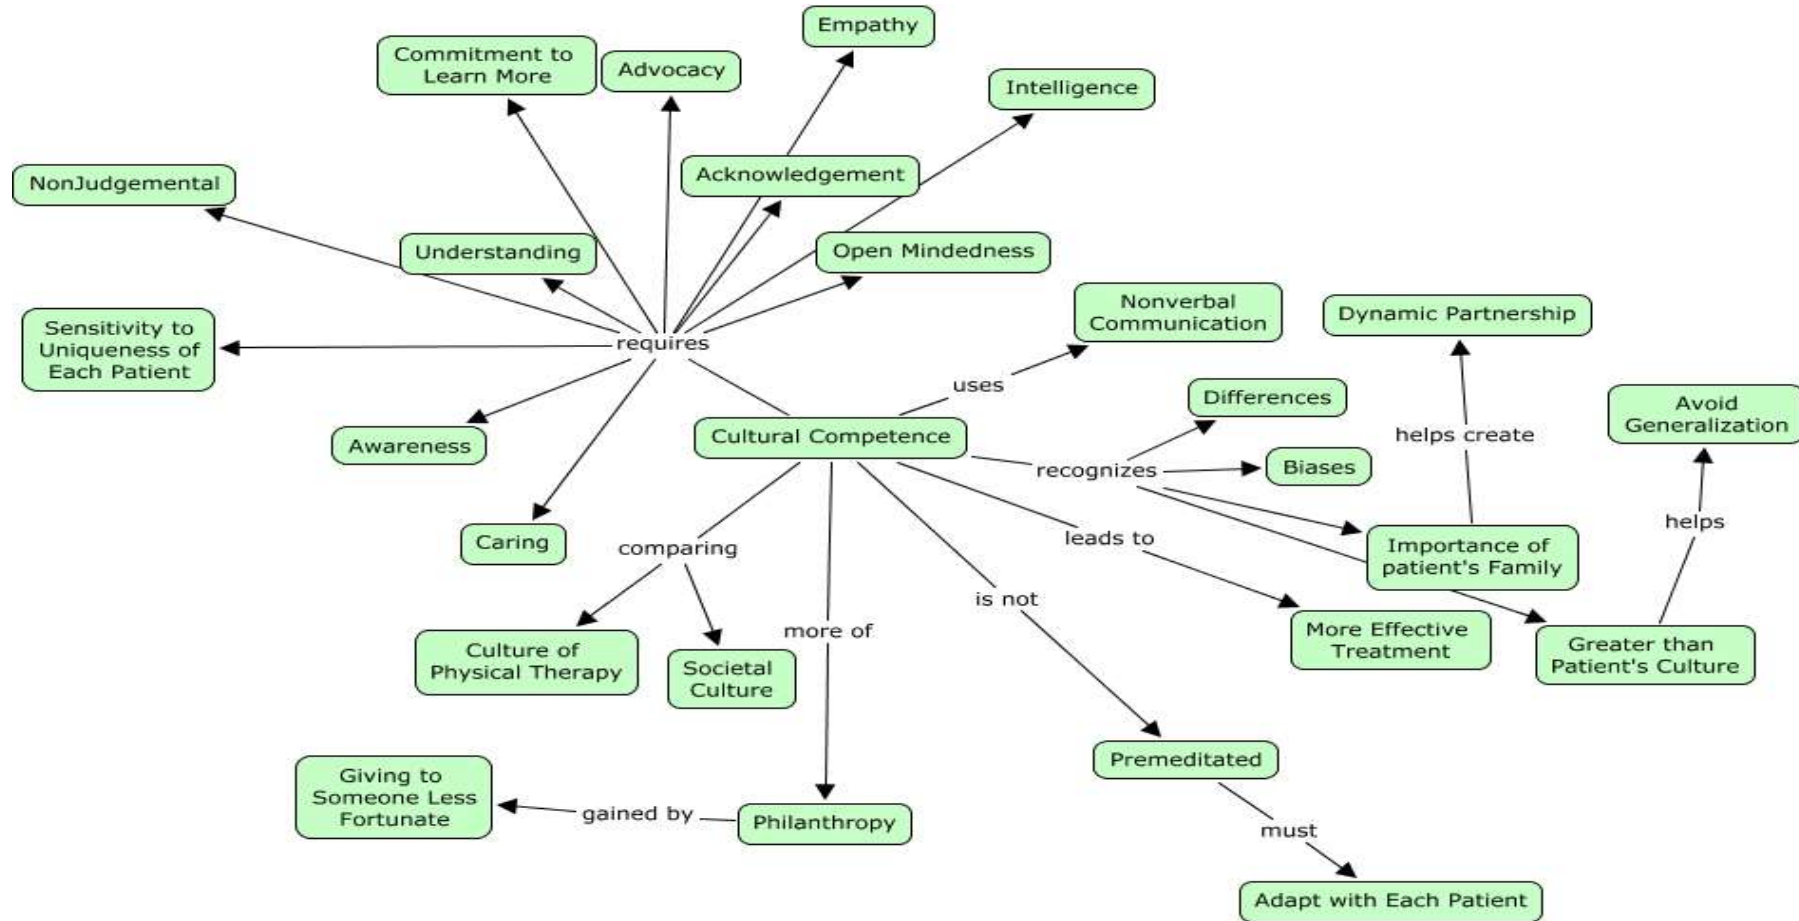 Empathy
Commitment to
Learn More
Advocacy
Intelligence
Acknowledgement
NonJudgemental
Understanding
Open Mindedness
Nonverbal
Communication
Dynamic Partnership
Sensitivity to
Uniqueness of
Each Patient
requires
uses
Differences
Avoid
Generalization
Awareness
Cultural Competence
helps create
recognizes
Biases
Caring
comparing
leads to
Importance of
patient's Family
helps
is not
Culture of
Physical Therapy
Societal
Culture
more of
More Effective
Treatment
Greater than
Patient's Culture
Premeditated
Giving to
Someone Less
Fortunate
gained by
Philanthropy
must
Adapt with Each Patient